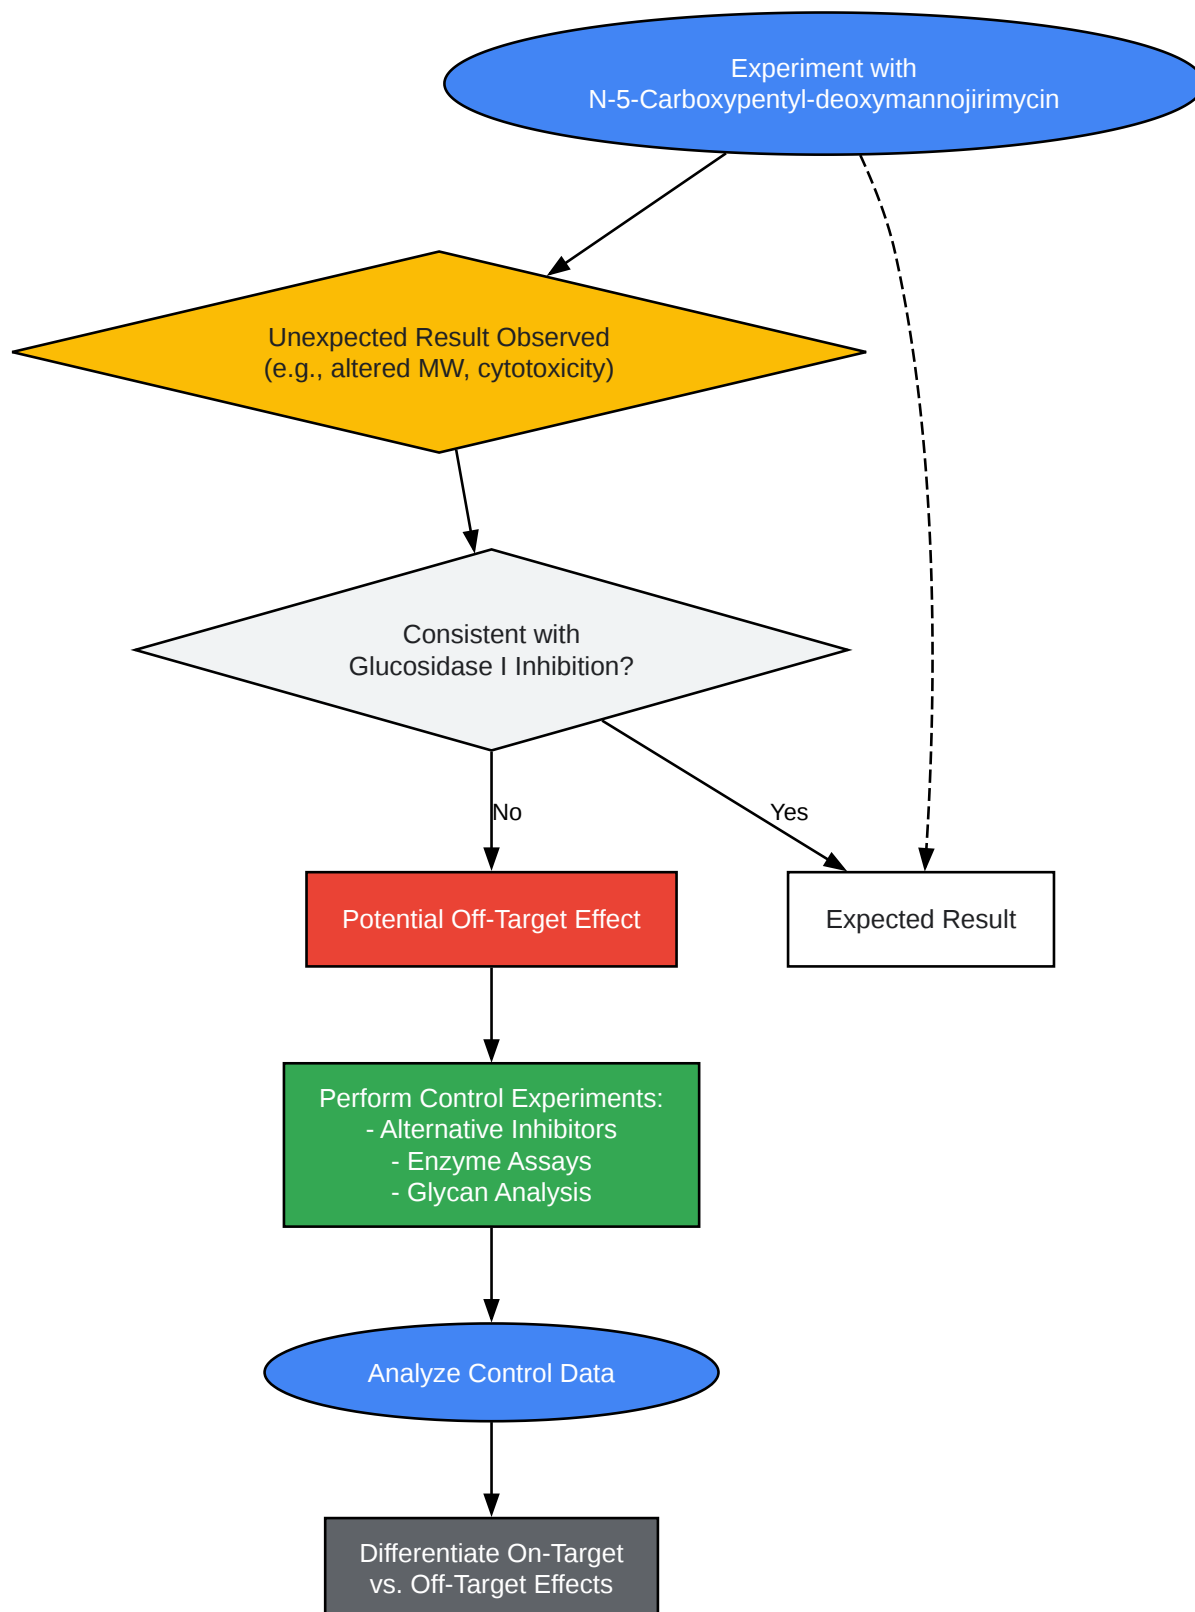 Experiment with
N-5-Carboxypentyl-deoxymannojirimycin
Unexpected Result Observed
(e.g., altered MW, cytotoxicity)
Consistent with
Glucosidase I Inhibition?
No
Yes
Potential Off-Target Effect
Expected Result
Perform Control Experiments:
- Alternative Inhibitors
- Enzyme Assays
- Glycan Analysis
Analyze Control Data
Differentiate On-Target
vs. Off-Target Effects